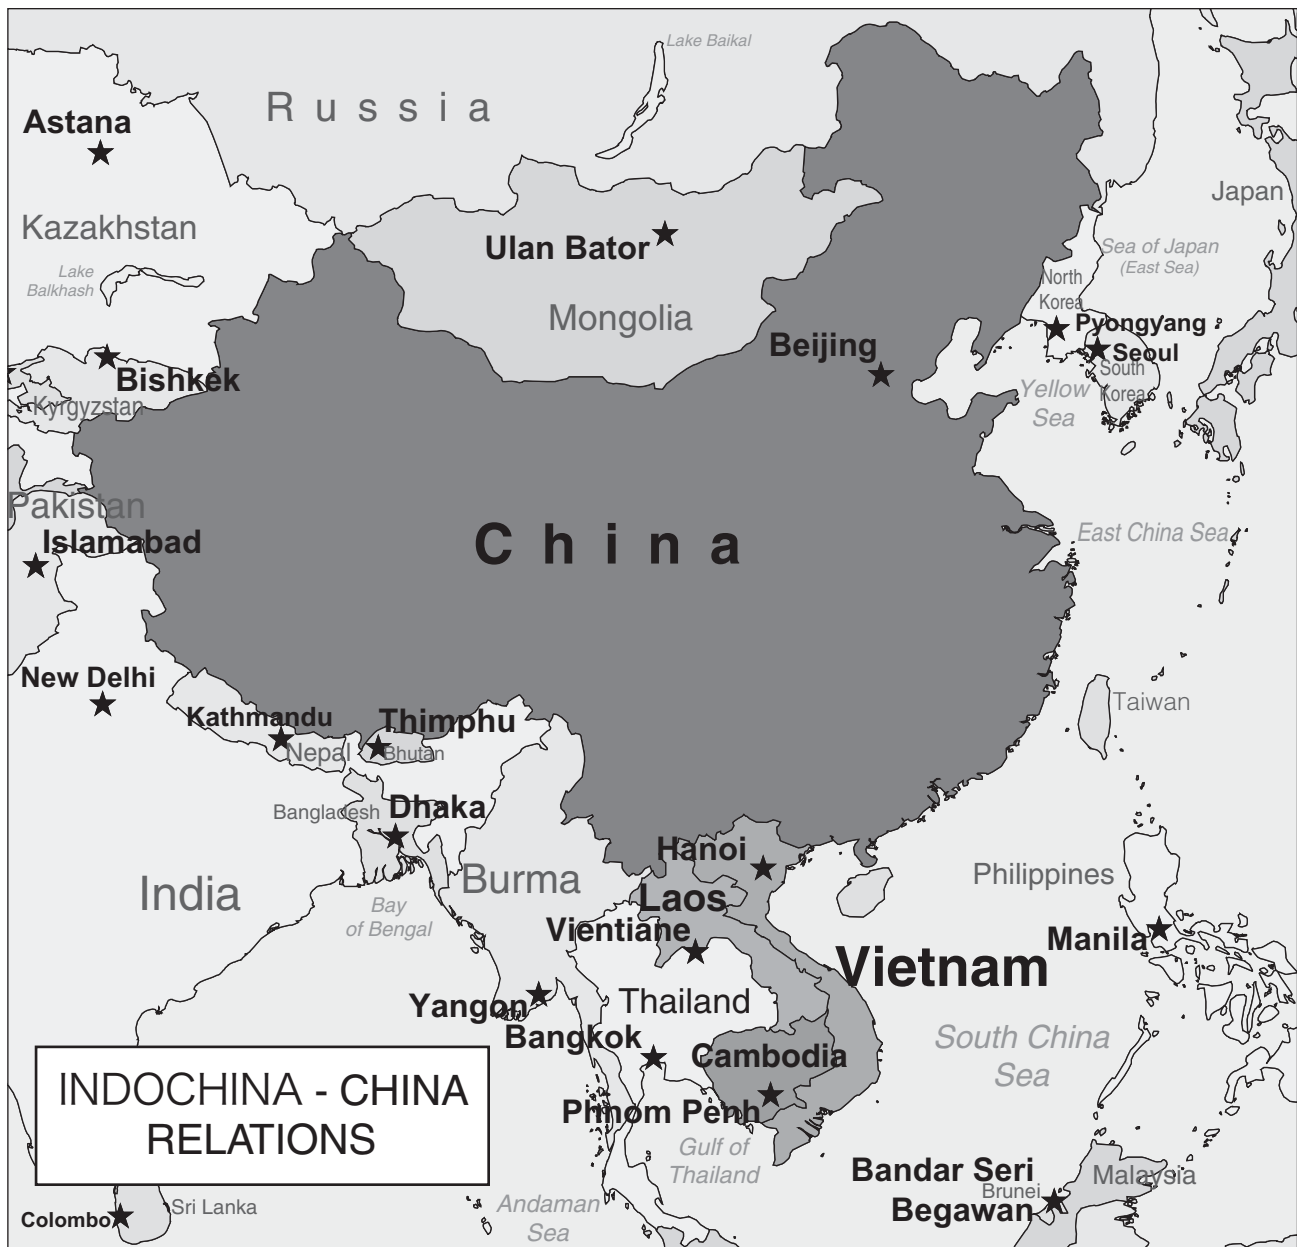 Lake Baikal
Russia
Astana
Kazakhstan
Japan
Ulan Bator
Sea of Japan
(East Sea)
Lake
Balkhash
North
Korea
Mongolia
Pyongyang
Beijing
Seoul
Bishkek
South
Korea
Kyrgyzstan
Yellow
Sea
Pakistan
Islamabad
China
East China Sea
New Delhi
Taiwan
Kathmandu
Thimphu
Nepal
Bhutan
Bangladesh
Dhaka
Hanoi
India
Burma
Laos
Philippines
Bay
of Bengal
Vientiane
Manila
Vietnam
Yangon
Thailand
Bangkok
South China
Sea
Cambodia
INDOCHINA - CHINA
RELATIONS
Phnom Penh
Gulf of
Thailand
Bandar Seri
Begawan
Brunei
Malaysia
Sri Lanka
Colombo
Andaman
Sea